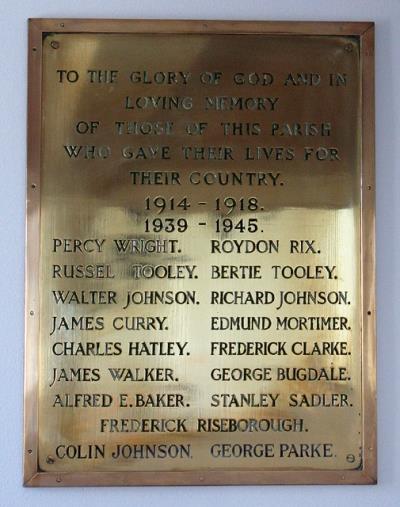 TO THE GLORY OF GOD AND IN
LOVING MEMORY
OF THOSE OF THIS PARISH
WHO GAVE THEIR LIVES FOR
THEIR COUNTRY.
1914 - 1918.
1939 - 1945.
PERCY WRIGHT. ROYDON RIX.
RUSSEL TOOLEY. BERTIE TOOLEY.
WALTER JOHNSON. RICHARD JOHNSON.
JAMES CURRY. EDMUND MORTIMER.
CHARLES HATLEY. FREDERICK CLARKE.
JAMES WALKER. GEORGE BUGDALE.
ALFRED E. BAKER. STANLEY SADLER.
FREDERICK RISEBOROUGH.
COLIN JOHNSON. GEORGE PARKE.